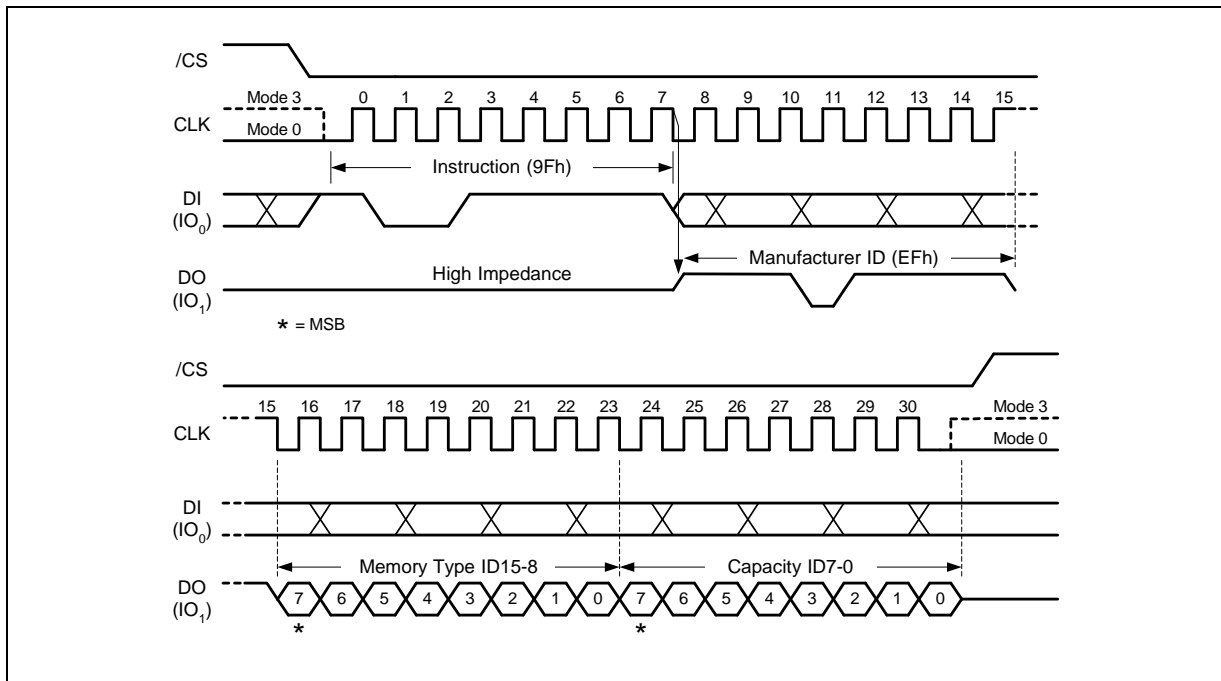 /CS
Mode 3 0 1 2 3 4 5 6 7 8 9 10 11 12 13 14 15
CLK
Mode 0
Instruction (9Fh)
DI
(IO0)
Manufacturer ID (EFh)
High Impedance
DO
(IO1)
* = MSB
/CS
15 16 17 18 19 20 21 22 23 24 25 26 27 28 29 30 Mode 3
CLK
Mode 0
DI
(IO0)
Memory Type ID15-8 Capacity ID7-0
DO
(IO1)
7 6 5 4 3 2 1 0 7 6 5 4 3 2 1 0
* *